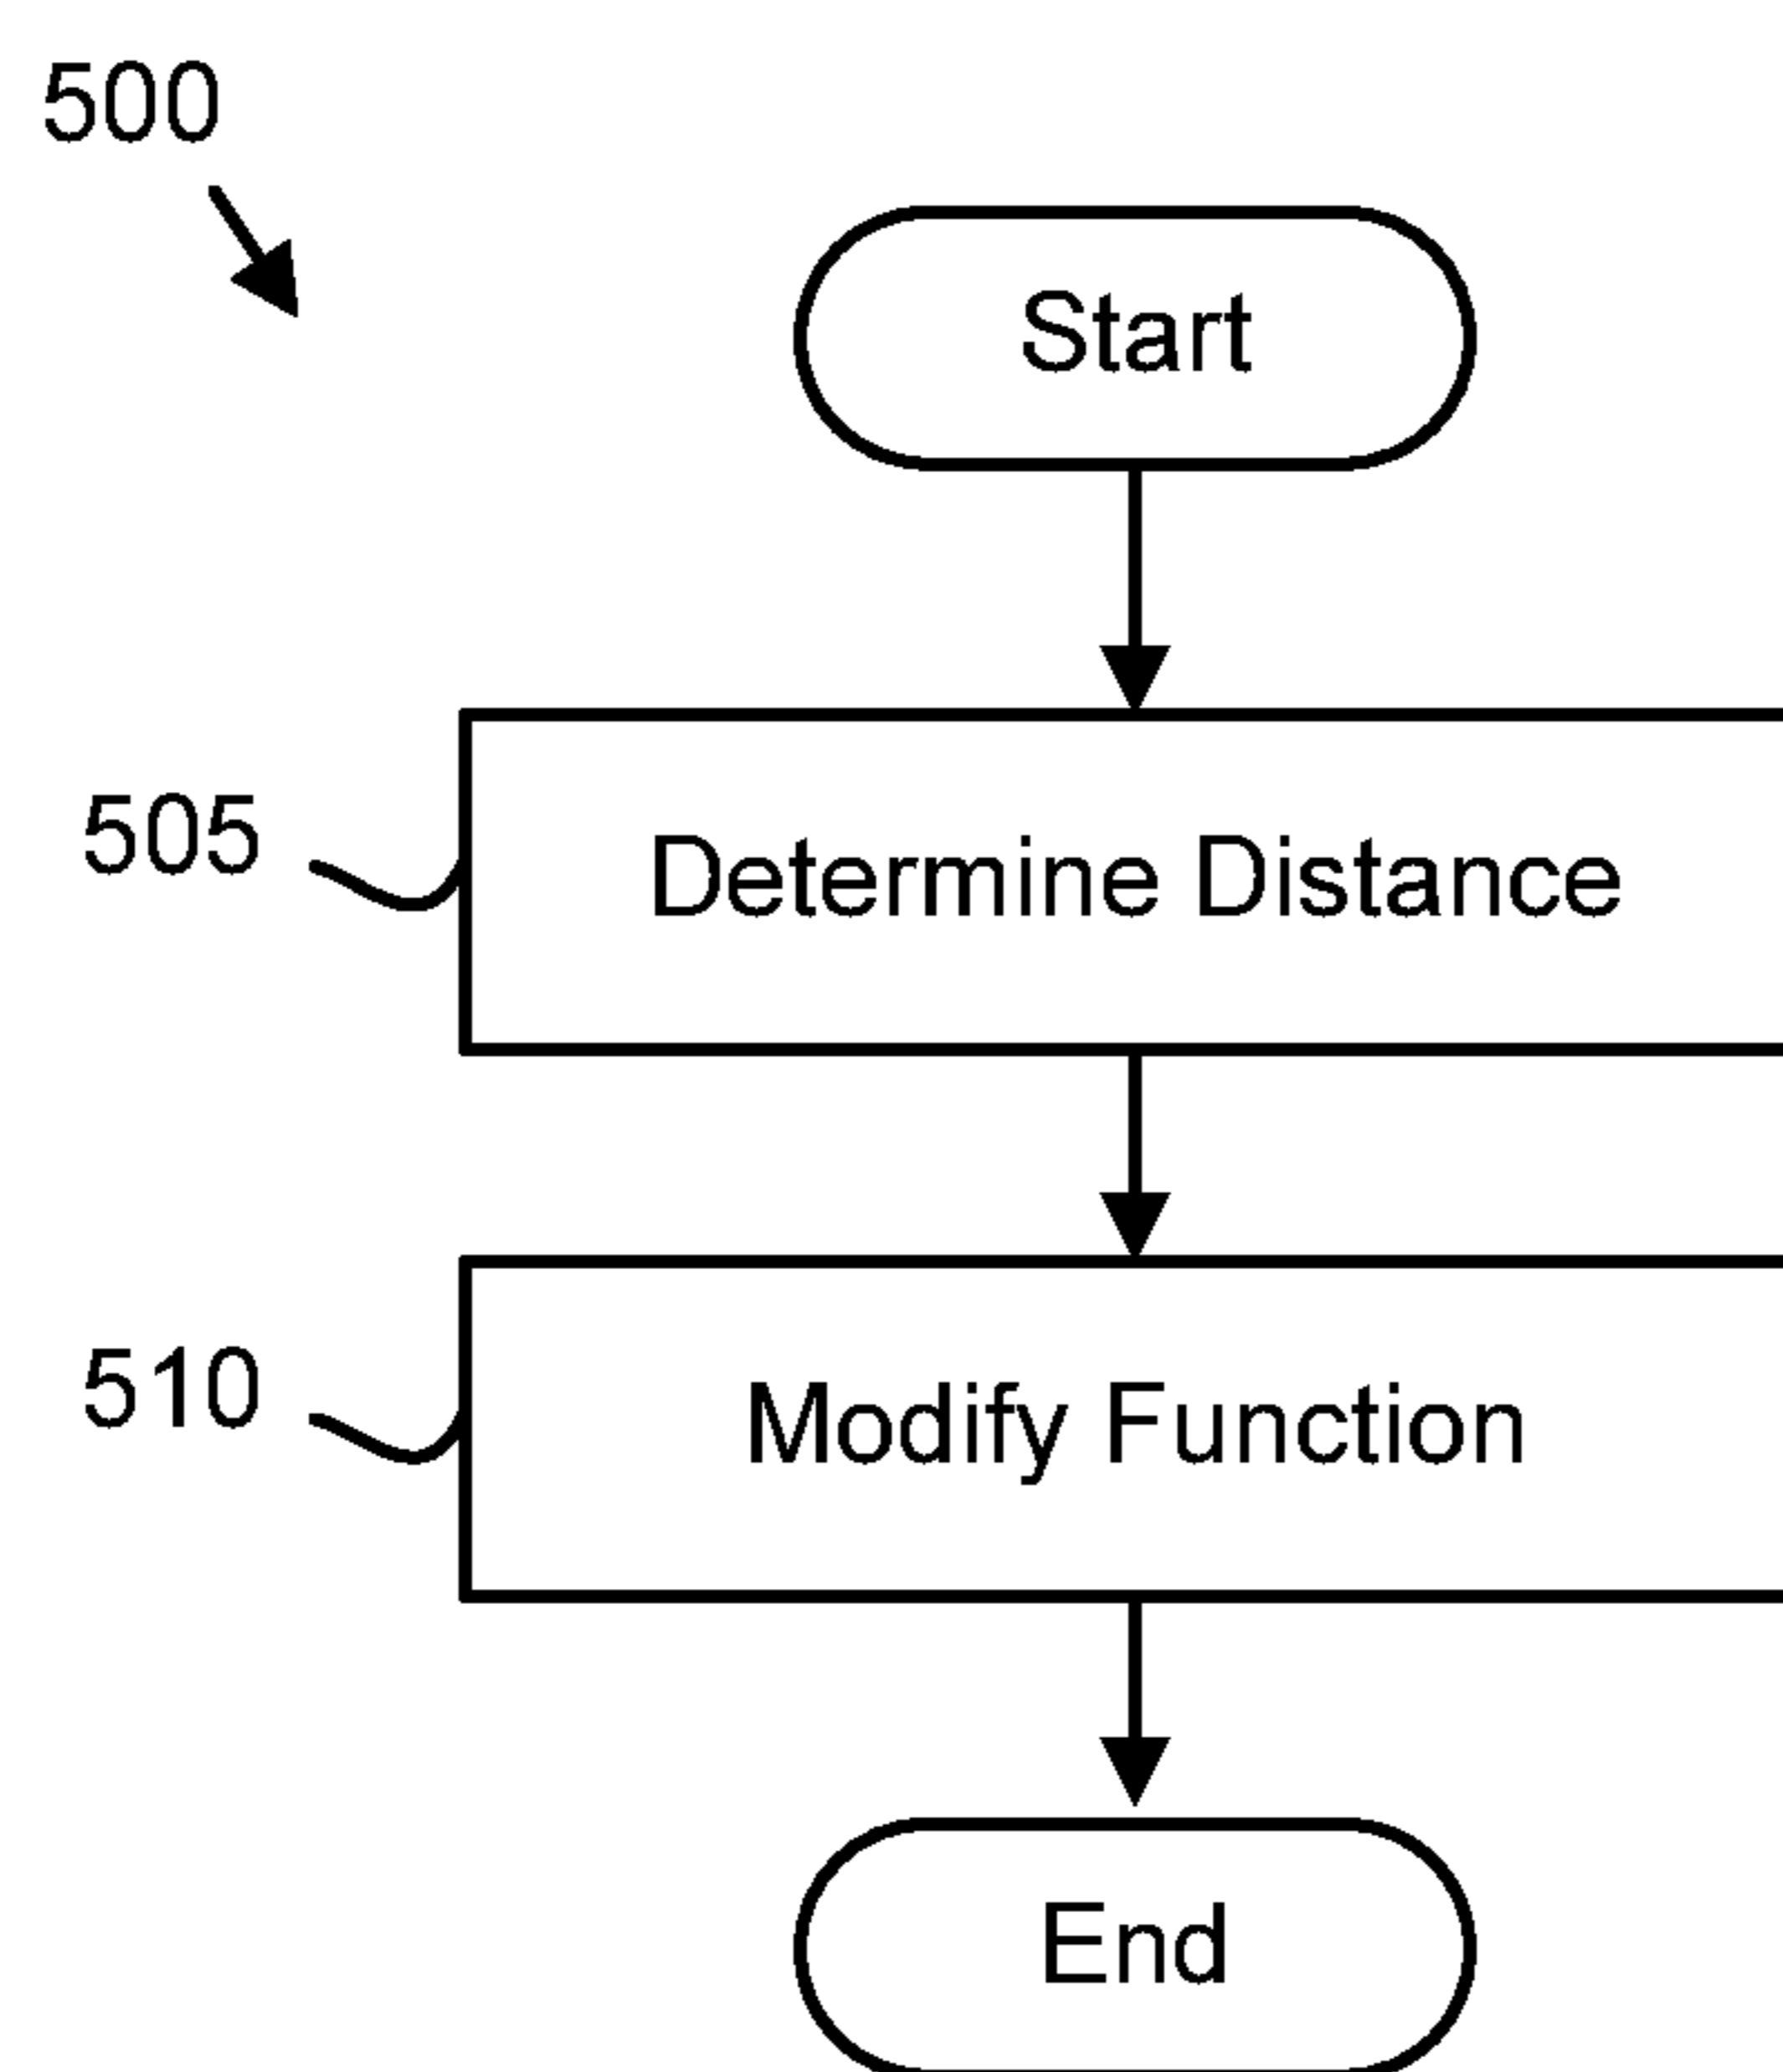 500
Start
505
Determine Distance
510
Modify Function
End